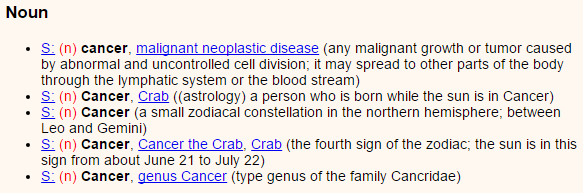 Noun
• S: (n) cancer, malignant neoplastic disease (any malignant growth or tumor caused
by abnormal and uncontrolled cell division; it may spread to other parts of the body
through the lymphatic system or the blood stream)
• S: (n) Cancer, Crab ((astrology) a person who is born while the sun is in Cancer)
• S: (n) Cancer (a small zodiacal constellation in the northern hemisphere; between
Leo and Gemini)
• S: (n) Cancer, Cancer the Crab, Crab (the fourth sign of the zodiac; the sun is in this
sign from about June 21 to July 22)
• S: (n) Cancer, genus Cancer (type genus of the family Cancridae)